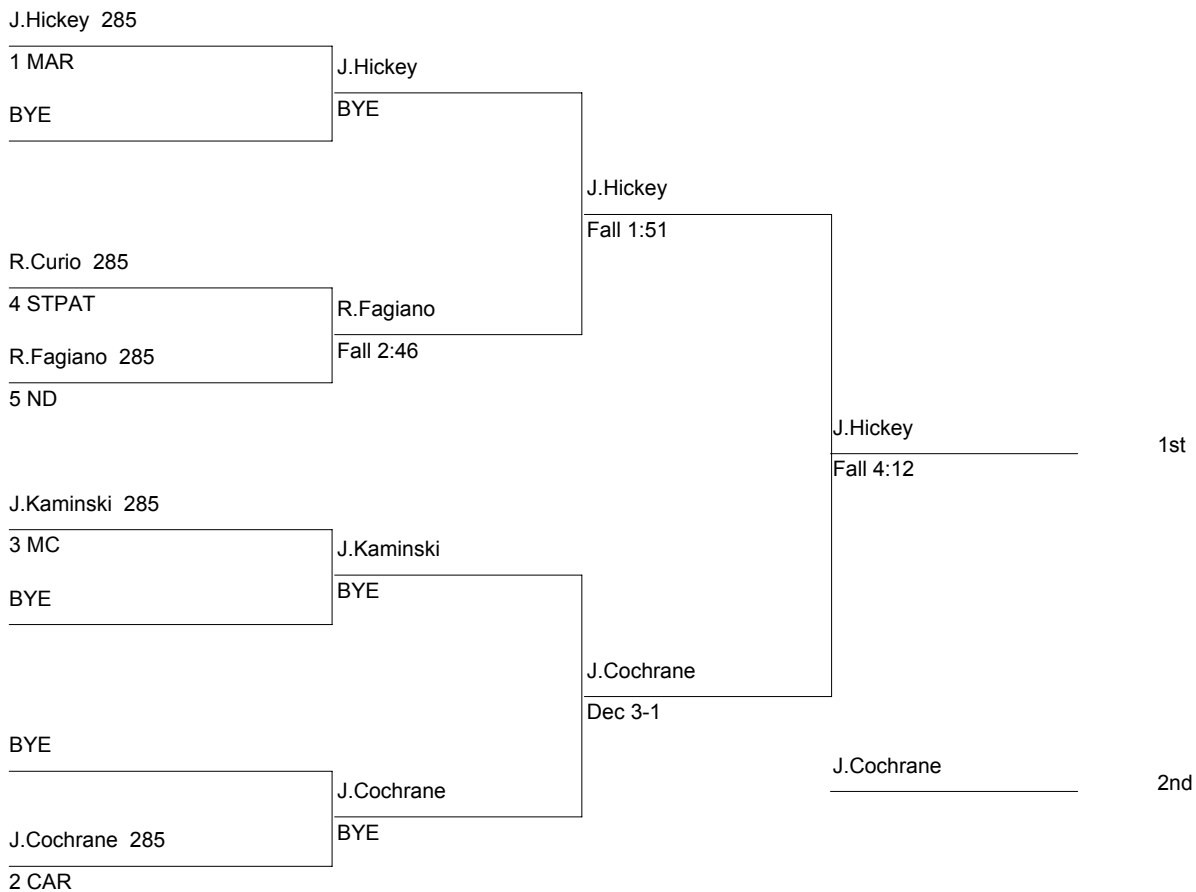 J.Hickey 285
1 MAR
BYE
J.Hickey
BYE
R.Curio 285
4 STPAT
R.Fagiano 285
5 ND
R.Fagiano
Fall 2:46
J.Hickey
Fall 1:51
J.Kaminski 285
3 MC
BYE
J.Kaminski
BYE
BYE
J.Cochrane 285
2 CAR
J.Cochrane
BYE
J.Cochrane
Dec 3-1
J.Hickey
Fall 4:12
1st
J.Cochrane
2nd